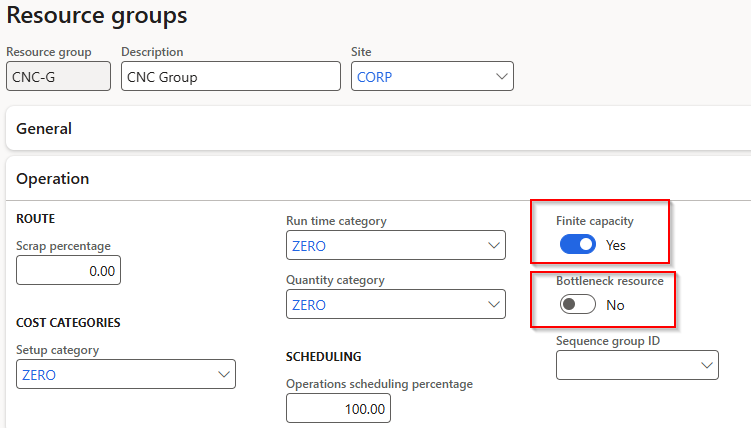 Resource groups
Resource group Description Site
CNC-G CNC Group CORP
General
Operation
ROUTE
Scrap percentage
0.00
COST CATEGORIES
Setup category
ZERO
Run time category
ZERO
Quantity category
ZERO
SCHEDULING
Operations scheduling percentage
100.00
Finite capacity
Yes
Bottleneck resource
No
Sequence group ID